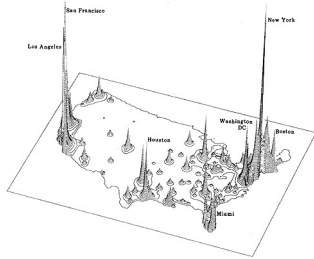 San Francisco
New York
Los Angeles
Washington
DC
Boston
Houston
Miami